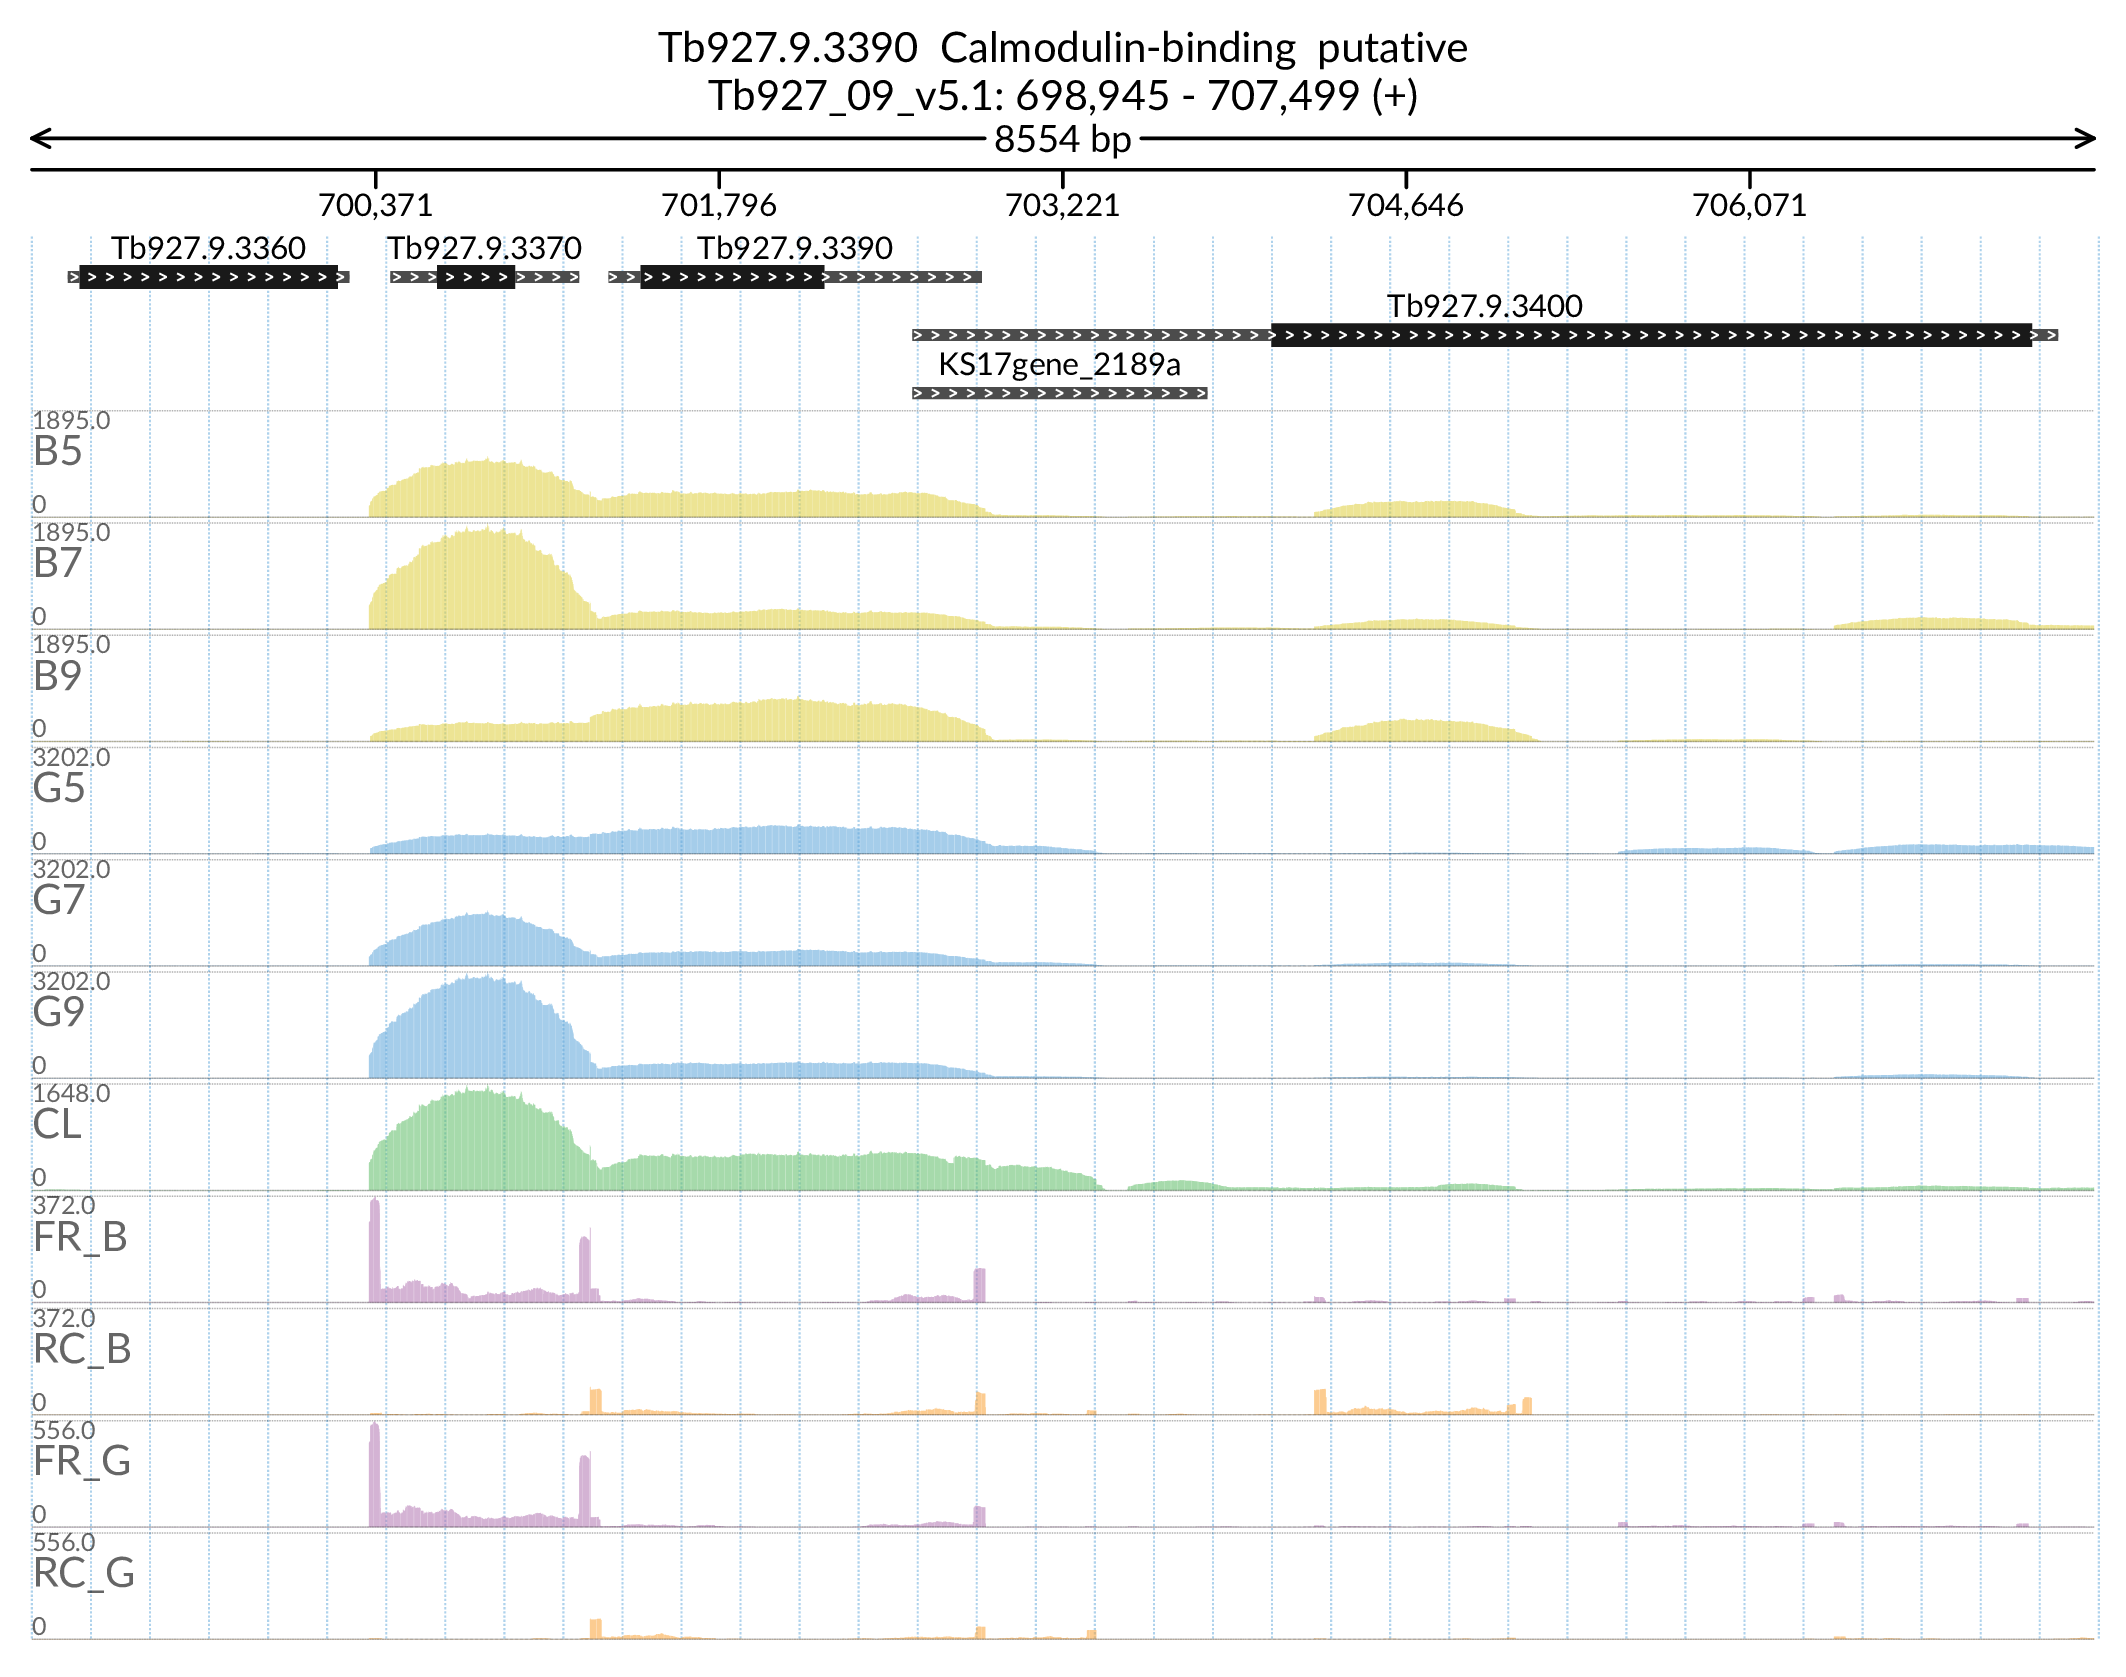 Tb927.9.3390 Calmodulin-binding putative
Tb927_09_v5.1: 698,945 - 707,499 (+)
8554 bp
700,371 701,796 703,221 704,646 706,071
Tb927.9.3360 Tb927.9.3370 Tb927.9.3390
Tb927.9.3400
KS17gene_2189a
1895.0
B5
0
1895.0
B7
0
1895.0
B9
0
3202.0
G5
0
3202.0
G7
0
3202.0
G9
0
1648.0
CL
0
372.0
FR_B
0
372.0
RC_B
0
556.0
FR_G
0
556.0
RC_G
0